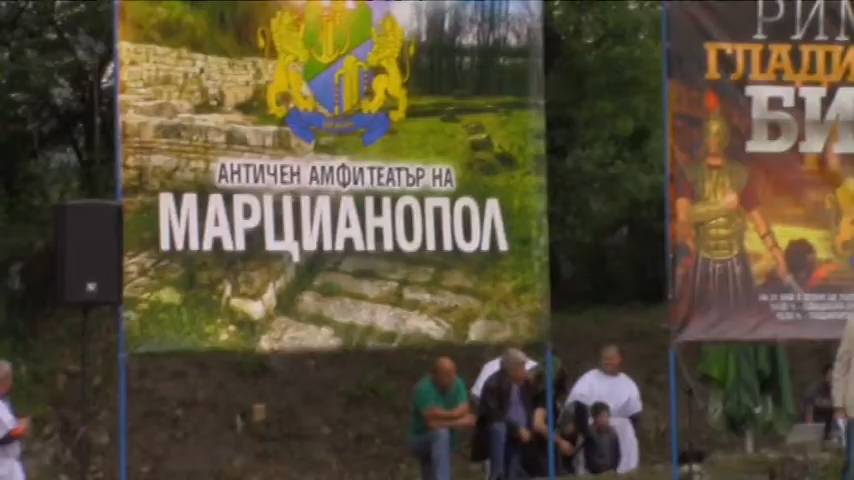 АНТИЧЕН АМФИТЕАТЪР НА
МАРЦИАНОПОЛ
РИМ
ГЛАДИ
БИ